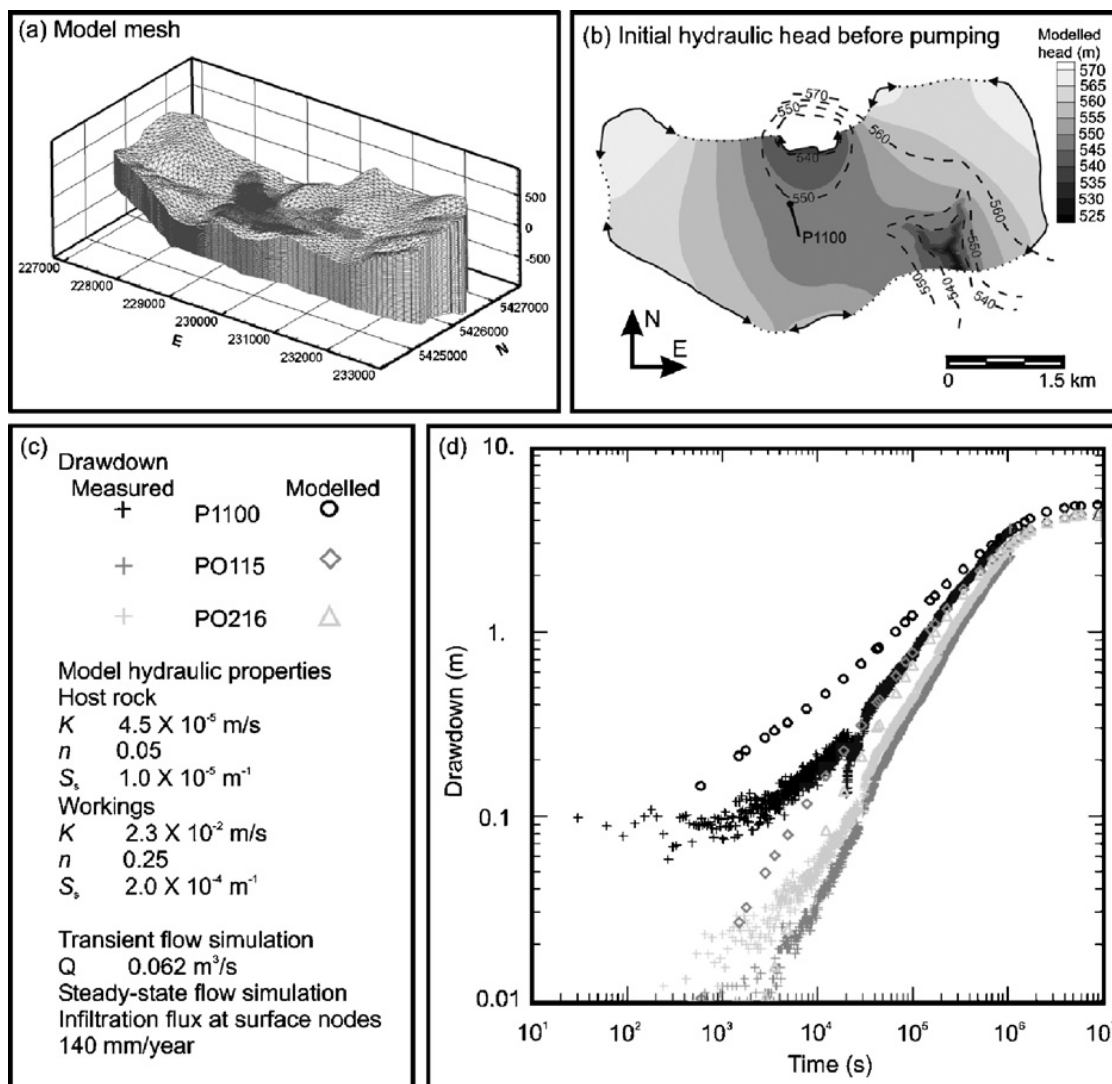 (a) Model mesh
500
0
-500
227000
228000
229000
230000
231000
232000
233000
E
5425000
5426000
5427000
N
(b) Initial hydraulic head before pumping
Modelled
head (m)
570
565
560
555
550
545
540
535
530
525
570
550
560
540
550
P1100
560
550
550
540
540
N
E
0 1.5 km
(c)
Drawdown
Measured Modelled
P1100
PO115
PO216
Model hydraulic properties
Host rock
K 4.5 X 10⁻⁵ m/s
n 0.05
Sₛ 1.0 X 10⁻⁵ m⁻¹
Workings
K 2.3 X 10⁻² m/s
n 0.25
Sₛ 2.0 X 10⁻⁴ m⁻¹
Transient flow simulation
Q 0.062 m³/s
Steady-state flow simulation
Infiltration flux at surface nodes
140 mm/year
(d)
10.
1.
0.1
0.01
Drawdown (m)
10¹ 10² 10³ 10⁴ 10⁵ 10⁶
Time (s)